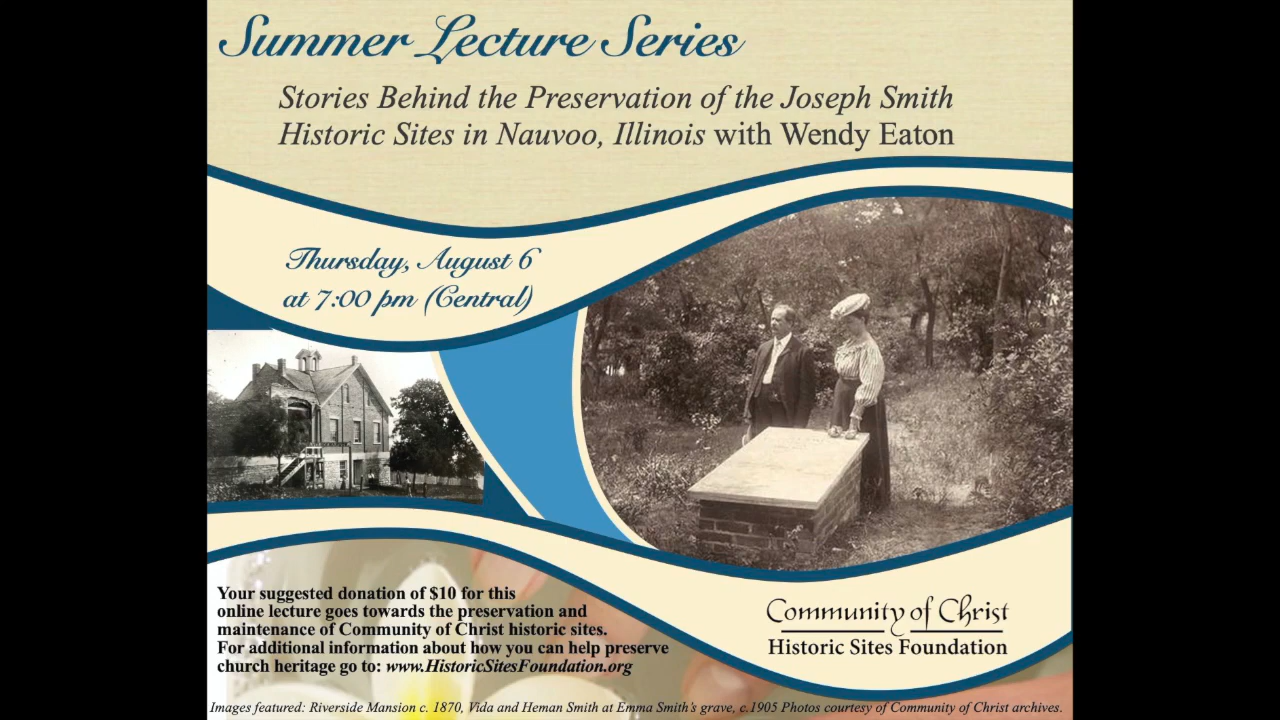 Summer Lecture Series
Stories Behind the Preservation of the Joseph Smith
Historic Sites in Nauvoo, Illinois with Wendy Eaton
Thursday, August 6
at 7:00 pm (Central)
Your suggested donation of $10 for this
online lecture goes towards the preservation and
maintenance of Community of Christ historic sites.
For additional information about how you can help preserve
church heritage go to: www.HistoricSitesFoundation.org
Community of Christ
Historic Sites Foundation
Images featured: Riverside Mansion c. 1870, Vida and Heman Smith at Emma Smith's grave, c.1905 Photos courtesy of Community of Christ archives.